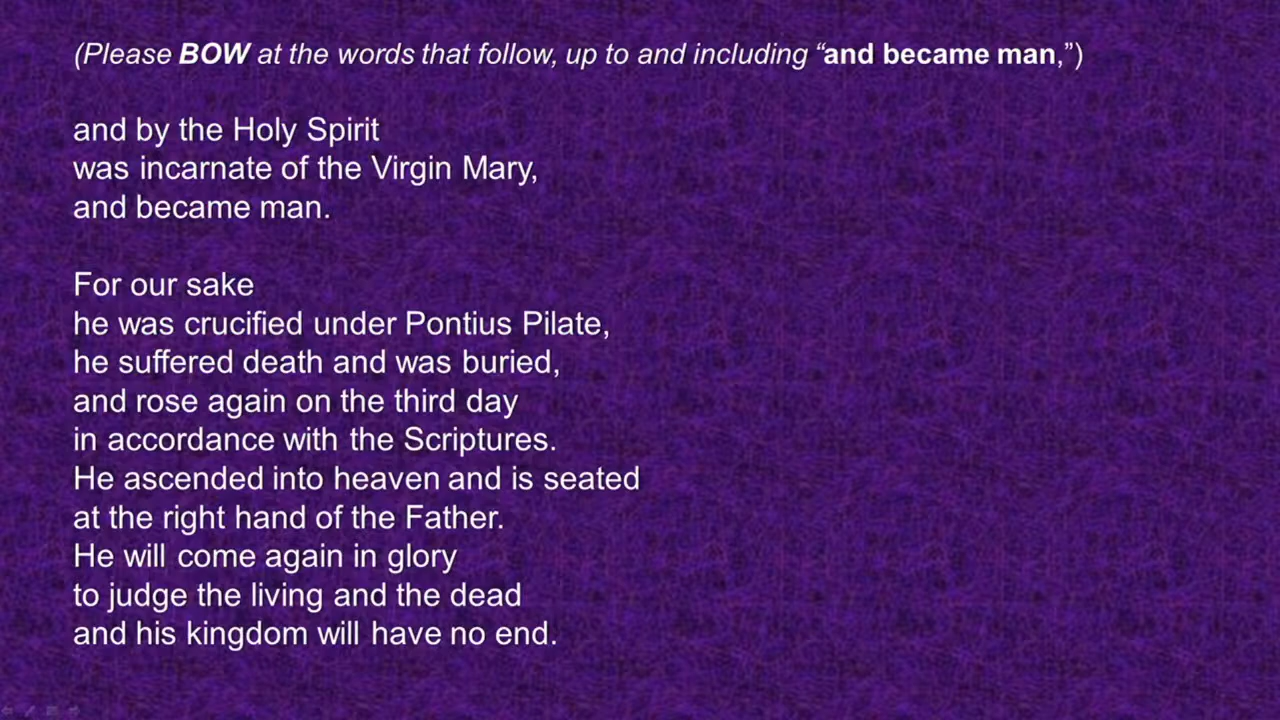 (Please BOW at the words that follow, up to and including “and became man,”)
and by the Holy Spirit
was incarnate of the Virgin Mary,
and became man.
For our sake
he was crucified under Pontius Pilate,
he suffered death and was buried,
and rose again on the third day
in accordance with the Scriptures.
He ascended into heaven and is seated
at the right hand of the Father.
He will come again in glory
to judge the living and the dead
and his kingdom will have no end.